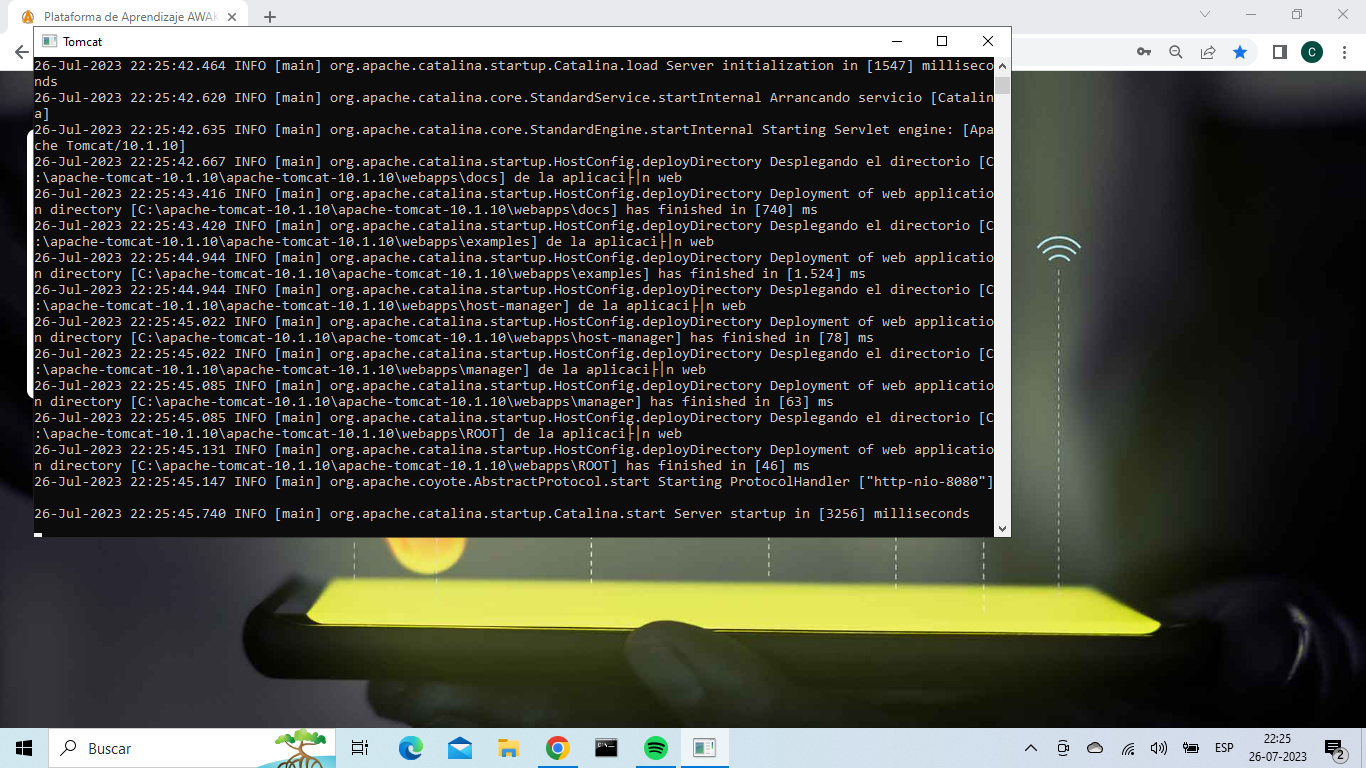 Plataforma de Aprendizaje AWAK
Tomcat
C
26-Jul-2023 22:25:42.464 INFO [main] org.apache.catalina.startup.Catalina.load Server initialization in [1547] milliseco
nds
26-Jul-2023 22:25:42.620 INFO [main] org.apache.catalina.core.StandardService.startInternal Arrancando servicio [Catalin
a]
26-Jul-2023 22:25:42.635 INFO [main] org.apache.catalina.core.StandardEngine.startInternal Starting Servlet engine: [Apa
che Tomcat/10.1.10]
26-Jul-2023 22:25:42.667 INFO [main] org.apache.catalina.startup.HostConfig.deployDirectory Desplegando el directorio [C
:\apache-tomcat-10.1.10\apache-tomcat-10.1.10\webapps\docs] de la aplicaci├│n web
26-Jul-2023 22:25:43.416 INFO [main] org.apache.catalina.startup.HostConfig.deployDirectory Deployment of web applicatio
n directory [C:\apache-tomcat-10.1.10\apache-tomcat-10.1.10\webapps\docs] has finished in [740] ms
26-Jul-2023 22:25:43.420 INFO [main] org.apache.catalina.startup.HostConfig.deployDirectory Desplegando el directorio [C
:\apache-tomcat-10.1.10\apache-tomcat-10.1.10\webapps\examples] de la aplicaci├│n web
26-Jul-2023 22:25:44.944 INFO [main] org.apache.catalina.startup.HostConfig.deployDirectory Deployment of web applicatio
n directory [C:\apache-tomcat-10.1.10\apache-tomcat-10.1.10\webapps\examples] has finished in [1.524] ms
26-Jul-2023 22:25:44.944 INFO [main] org.apache.catalina.startup.HostConfig.deployDirectory Desplegando el directorio [C
:\apache-tomcat-10.1.10\apache-tomcat-10.1.10\webapps\host-manager] de la aplicaci├│n web
26-Jul-2023 22:25:45.022 INFO [main] org.apache.catalina.startup.HostConfig.deployDirectory Deployment of web applicatio
n directory [C:\apache-tomcat-10.1.10\apache-tomcat-10.1.10\webapps\host-manager] has finished in [78] ms
26-Jul-2023 22:25:45.022 INFO [main] org.apache.catalina.startup.HostConfig.deployDirectory Desplegando el directorio [C
:\apache-tomcat-10.1.10\apache-tomcat-10.1.10\webapps\manager] de la aplicaci├│n web
26-Jul-2023 22:25:45.085 INFO [main] org.apache.catalina.startup.HostConfig.deployDirectory Deployment of web applicatio
n directory [C:\apache-tomcat-10.1.10\apache-tomcat-10.1.10\webapps\manager] has finished in [63] ms
26-Jul-2023 22:25:45.085 INFO [main] org.apache.catalina.startup.HostConfig.deployDirectory Desplegando el directorio [C
:\apache-tomcat-10.1.10\apache-tomcat-10.1.10\webapps\ROOT] de la aplicaci├│n web
26-Jul-2023 22:25:45.131 INFO [main] org.apache.catalina.startup.HostConfig.deployDirectory Deployment of web applicatio
n directory [C:\apache-tomcat-10.1.10\apache-tomcat-10.1.10\webapps\ROOT] has finished in [46] ms
26-Jul-2023 22:25:45.147 INFO [main] org.apache.coyote.AbstractProtocol.start Starting ProtocolHandler ["http-nio-8080"]
26-Jul-2023 22:25:45.740 INFO [main] org.apache.catalina.startup.Catalina.start Server startup in [3256] milliseconds
Buscar
ESP
22:25
26-07-2023
2